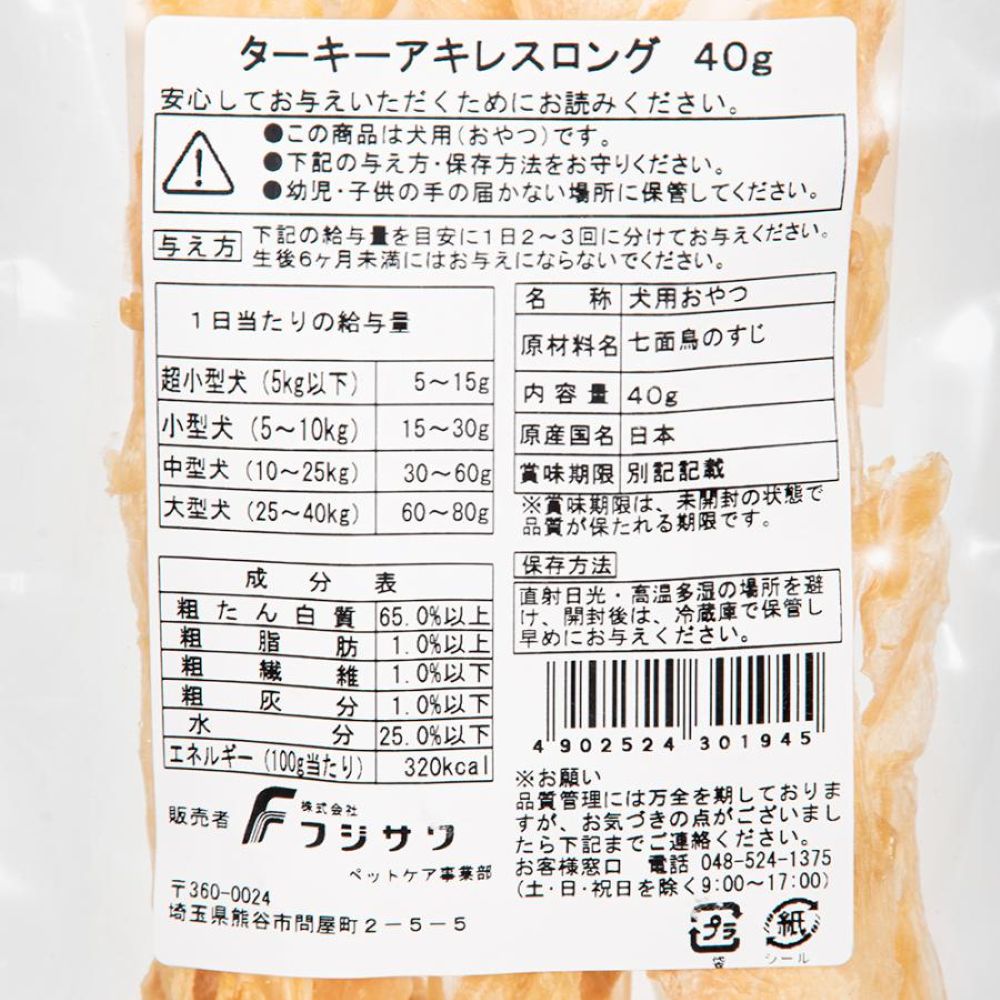 ターキーアキレスロング 40g
安心してお与えいただくためにお読みください。
●この商品は犬用(おやつ)です。
●下記の与え方・保存方法をお守りください。
●幼児・子供の手の届かない場所に保管してください。
与え方
下記の給与量を目安に1日2～3回に分けてお与えください。
生後6ヶ月未満にはお与えにならないでください。
1日当たりの給与量
超小型犬(5kg以下) 5～15g
小型犬(5～10kg) 15～30g
中型犬(10～25kg) 30～60g
大型犬(25～40kg) 60～80g
成分表
粗たん白質 65.0%以上
粗脂肪 1.0%以上
粗繊維 1.0%以下
粗灰分 1.0%以下
水分 25.0%以下
エネルギー(100g当たり) 320kcal
販売者 株式会社
フジサワ
ペットケア事業部
〒360-0024
埼玉県熊谷市問屋町2-5-5
名称 犬用おやつ
原材料名 七面鳥のすじ
内容量 40g
原産国名 日本
賞味期限 別記記載
※賞味期限は、未開封の状態で
品質が保たれる期限です。
保存方法
直射日光・高温多湿の場所を避
け、開封後は、冷蔵庫で保管し
早めにお与えください。
4 902524 301945
※お願い
品質管理には万全を期しておりま
すが、お気づきの点がございまし
たら下記までご連絡ください。
お客様窓口 電話 048-524-1375
(土・日・祝日を除く9:00～17:00)
プラ 紙
袋 シール